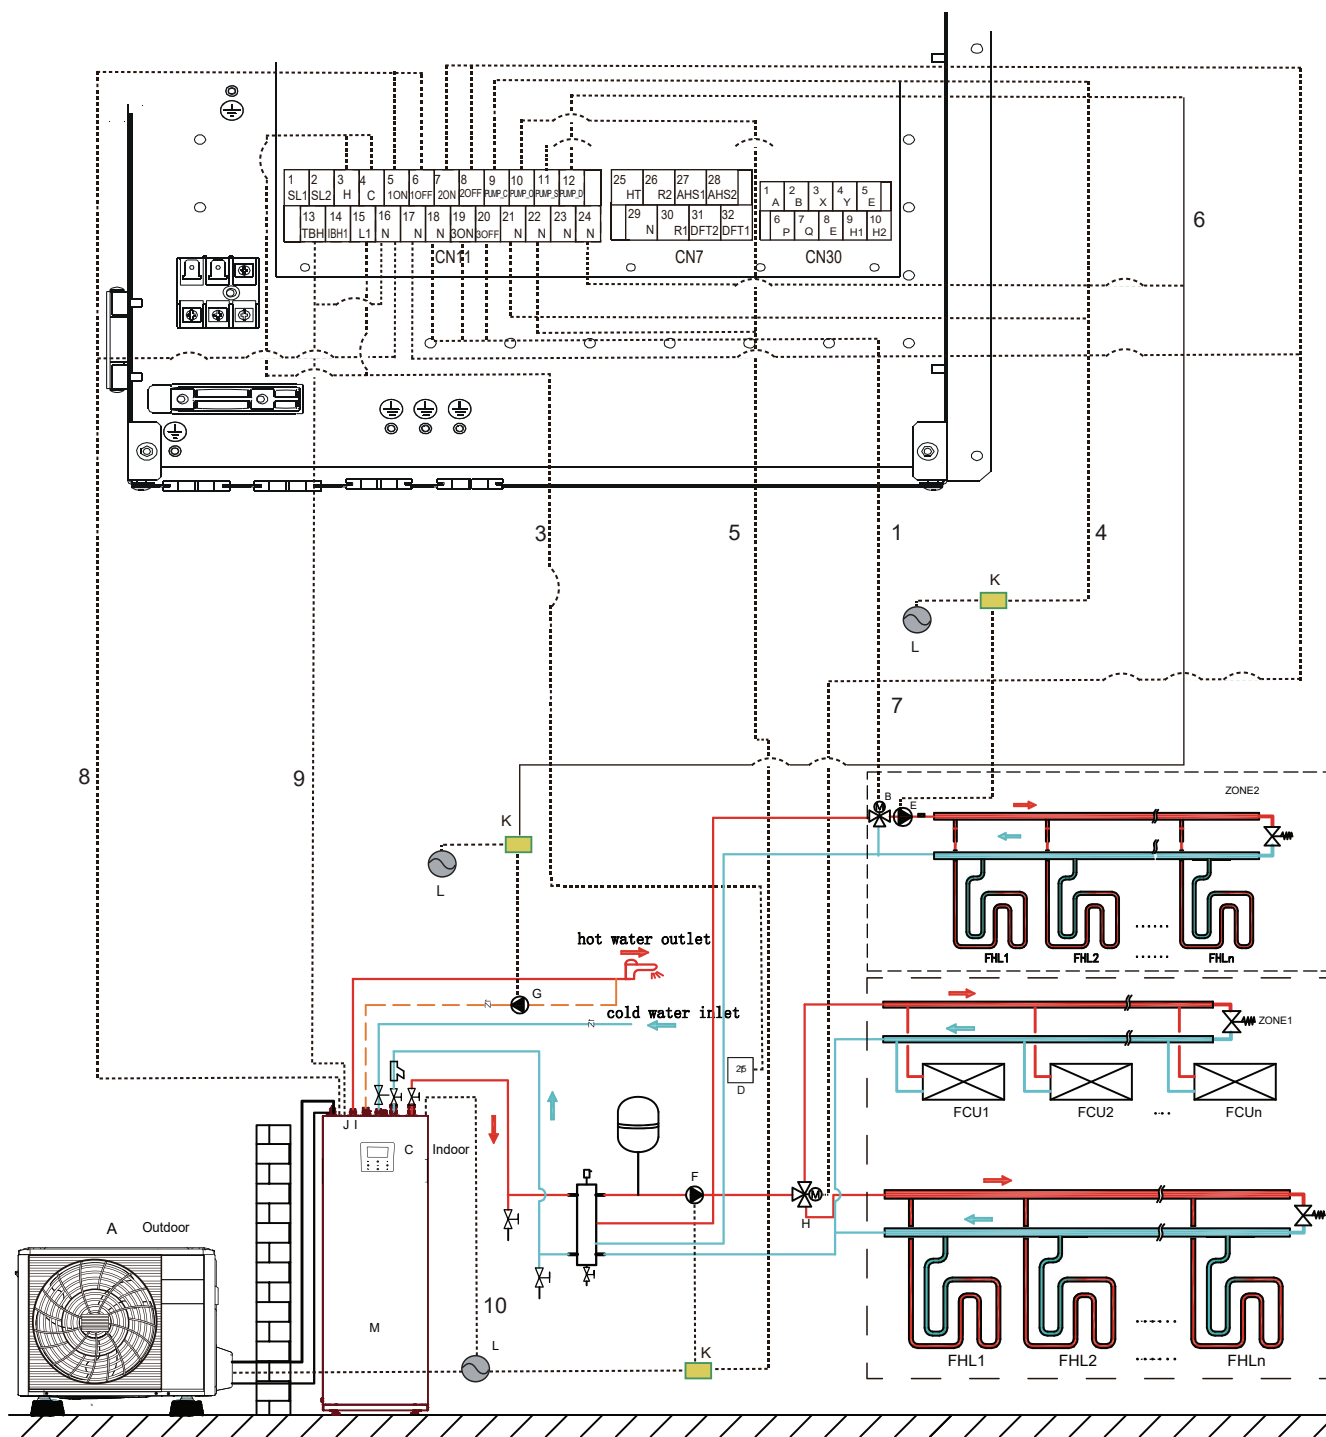 1 2 3 4 5 6 7 8 9 10 11 12
SL1 SL2 H C 1ON 1OFF 2ON 2OFF PUMP_C PUMP_O PUMP_S PUMP_D
13 14 15 16 17 18 19 20 21 22 23 24
TBH IBH1 L1 N N N 3ON 3OFF N N N N
CN11
25 26 27 28
HT R2 AHS1 AHS2
29 30 31 32
N R1 DFT2 DFT1
CN7
1 2 3 4 5
A B X Y E
6 7 8 9 10
P Q E H1 H2
CN30
6
3 5 1 4
K
L
7
8 9
K
L
B E
ZONE2
FHL1 FHL2 ...... FHLn
hot water outlet
G
cold water inlet
ZONE1
25
D
FCU1 FCU2 .... FCUn
J I
C Indoor
F
H
A Outdoor
10
M
L
K
FHL1 FHL2 ....... FHLn